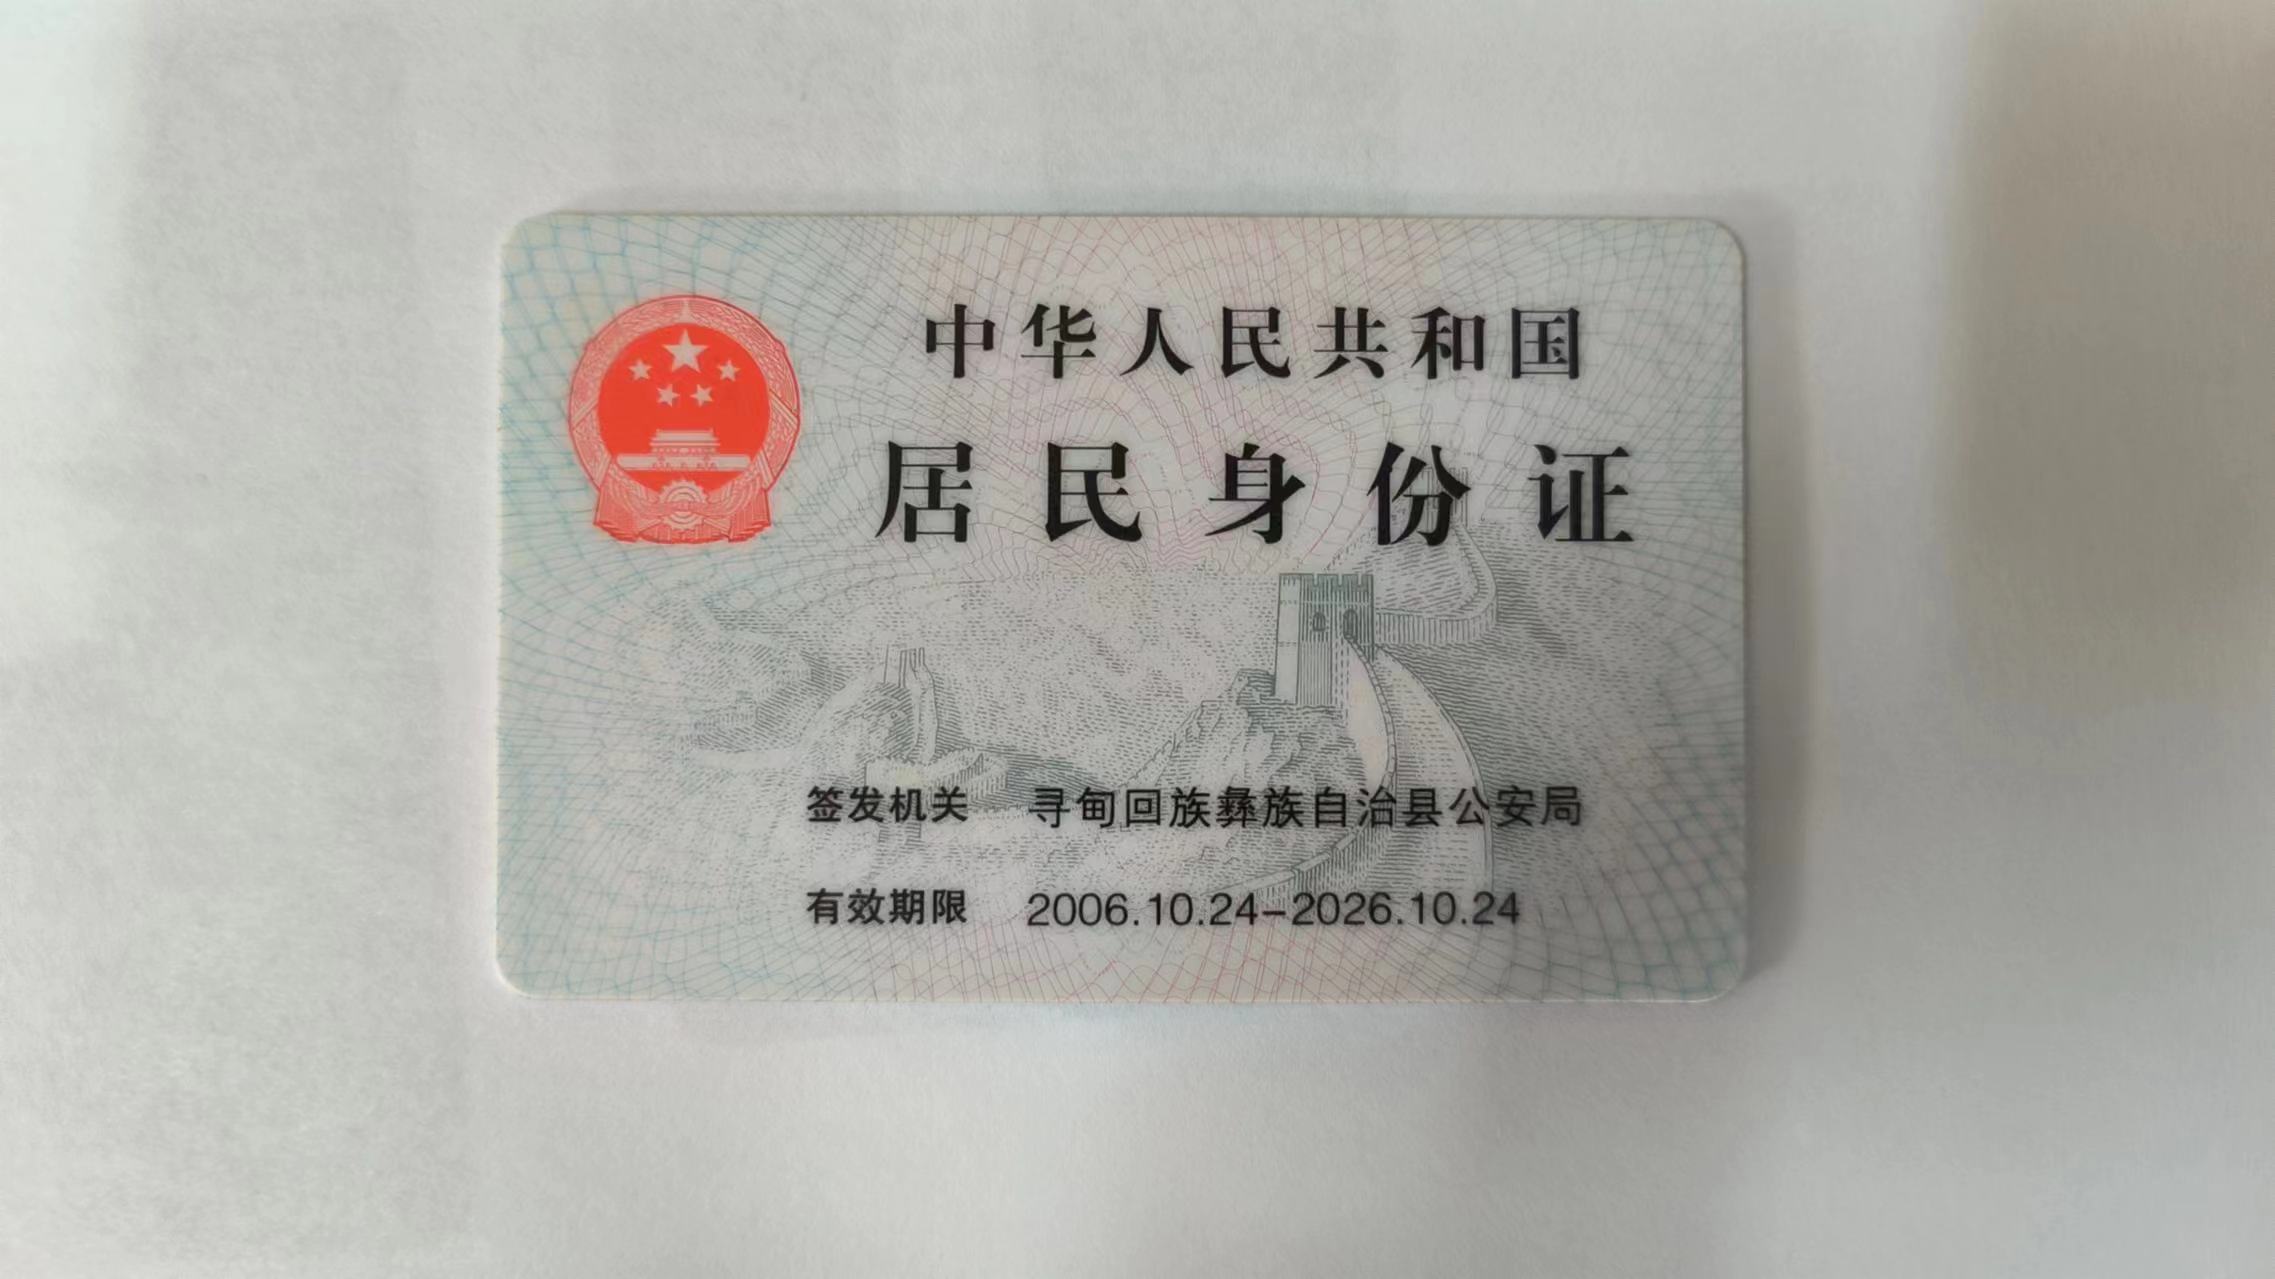 中华人民共和国
居民身份证
签发机关 寻甸回族彝族自治县公安局
有效期限 2006.10.24-2026.10.24